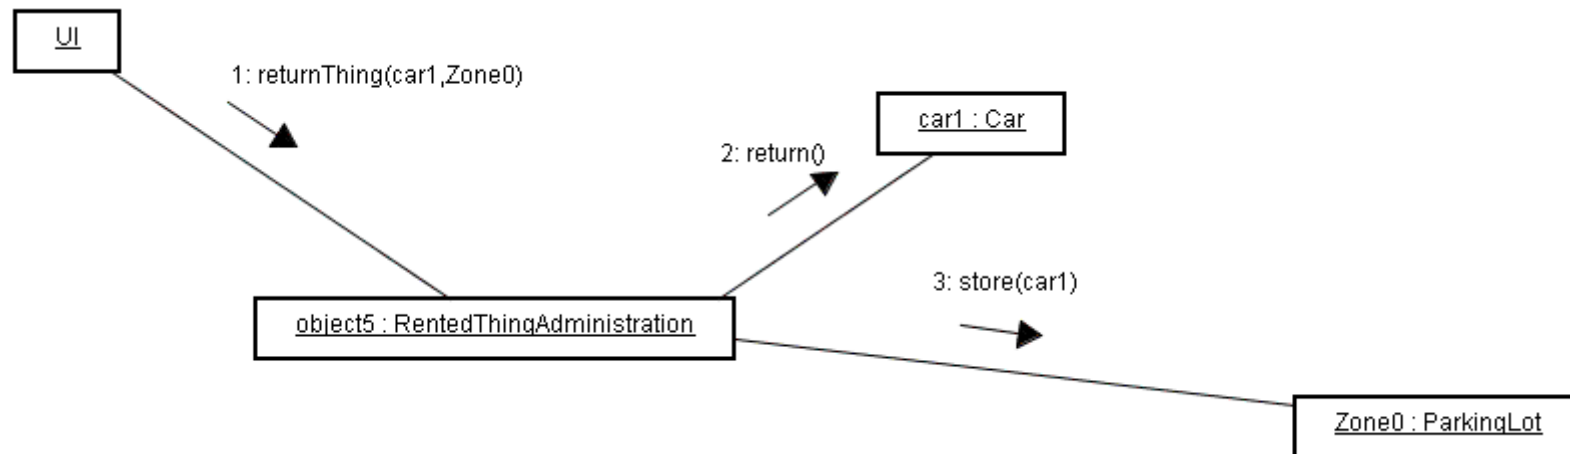 UI
1: returnThing(car1,Zone0)
car1 : Car
2: return()
3: store(car1)
object5 : RentedThingAdministration
Zone0 : ParkingLot